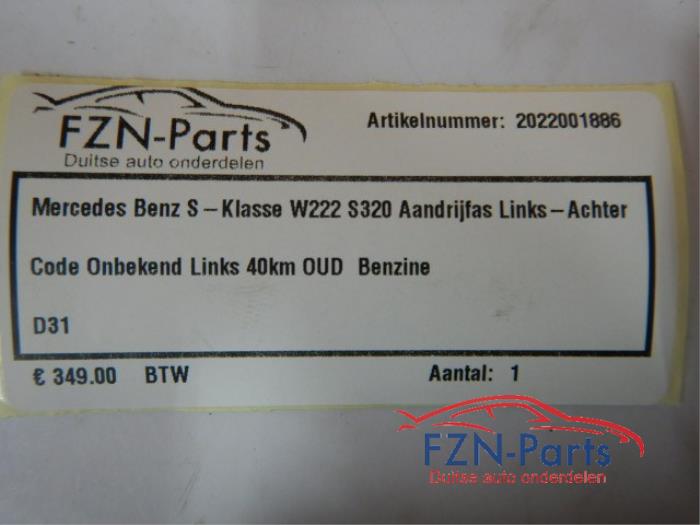 FZN-Parts
Duitse auto onderdelen
Artikelnummer: 2022001886
Mercedes Benz S-Klasse W222 S320 Aandrijfas Links-Achter
Code Onbekend Links 40km OUD Benzine
D31
€ 349.00 BTW
Aantal: 1
FZN-Parts
Duitse auto onderdelen